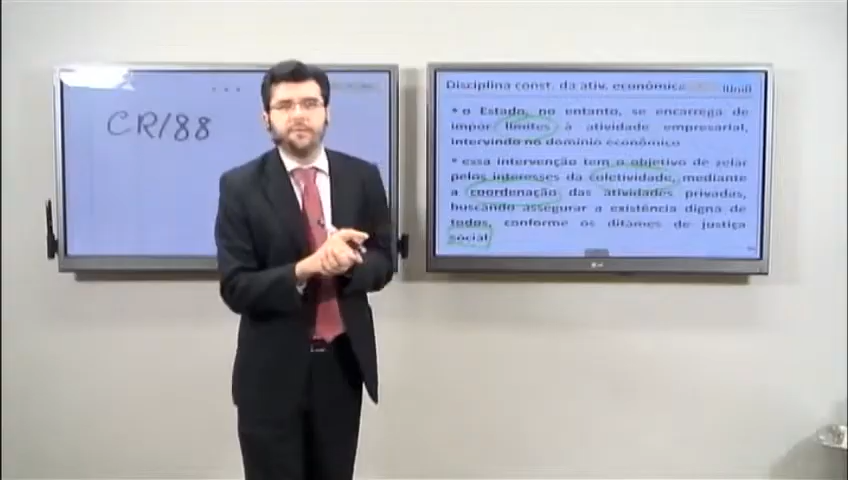 CR/88
Disciplina const. da ativ. econômica
• o Estado, no entanto, se encarrega de
impor limites à atividade empresarial,
intervindo no domínio econômico
• essa intervenção tem o objetivo de zelar
pelos interesses da coletividade, mediante
a coordenação das atividades privadas,
buscando assegurar a existência digna de
todos, conforme os ditames de justiça
social
LG